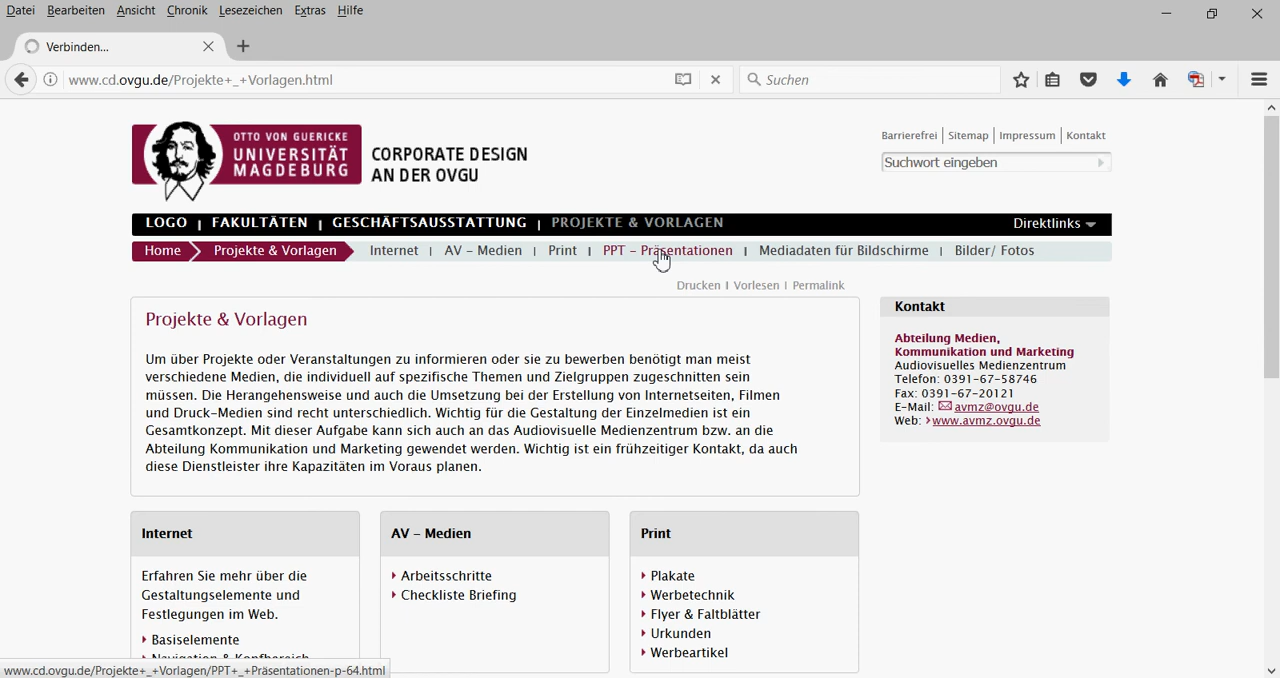 Datei Bearbeiten Ansicht Chronik Lesezeichen Extras Hilfe
Verbinden...
www.cd.ovgu.de/Projekte+_+Vorlagen.html
Suchen
OTTO VON GUERICKE
UNIVERSITÄT
MAGDEBURG
CORPORATE DESIGN
AN DER OVGU
Barrierefrei Sitemap Impressum Kontakt
Suchwort eingeben
LOGO | FAKULTÄTEN | GESCHÄFTSAUSSTATTUNG | PROJEKTE & VORLAGEN
Direktlinks
Home Projekte & Vorlagen Internet | AV - Medien | Print | PPT - Präsentationen | Mediadaten für Bildschirme | Bilder/ Fotos
Drucken | Vorlesen | Permalink
Projekte & Vorlagen
Um über Projekte oder Veranstaltungen zu informieren oder sie zu bewerben benötigt man meist
verschiedene Medien, die individuell auf spezifische Themen und Zielgruppen zugeschnitten sein
müssen. Die Herangehensweise und auch die Umsetzung bei der Erstellung von Internetseiten, Filmen
und Druck-Medien sind recht unterschiedlich. Wichtig für die Gestaltung der Einzelmedien ist ein
Gesamtkonzept. Mit dieser Aufgabe kann sich auch an das Audiovisuelle Medienzentrum bzw. an die
Abteilung Kommunikation und Marketing gewendet werden. Wichtig ist ein frühzeitiger Kontakt, da auch
diese Dienstleister ihre Kapazitäten im Voraus planen.
Kontakt
Abteilung Medien,
Kommunikation und Marketing
Audiovisuelles Medienzentrum
Telefon: 0391-67-58746
Fax: 0391-67-20121
E-Mail: avmz@ovgu.de
Web: www.avmz.ovgu.de
Internet
Erfahren Sie mehr über die
Gestaltungselemente und
Festlegungen im Web.
Basiselemente
Navigation & Kopfbereich
AV - Medien
Arbeitsschritte
Checkliste Briefing
Print
Plakate
Werbetechnik
Flyer & Faltblätter
Urkunden
Werbeartikel
www.cd.ovgu.de/Projekte+_+Vorlagen/PPT+_+Präsentationen-p-64.html